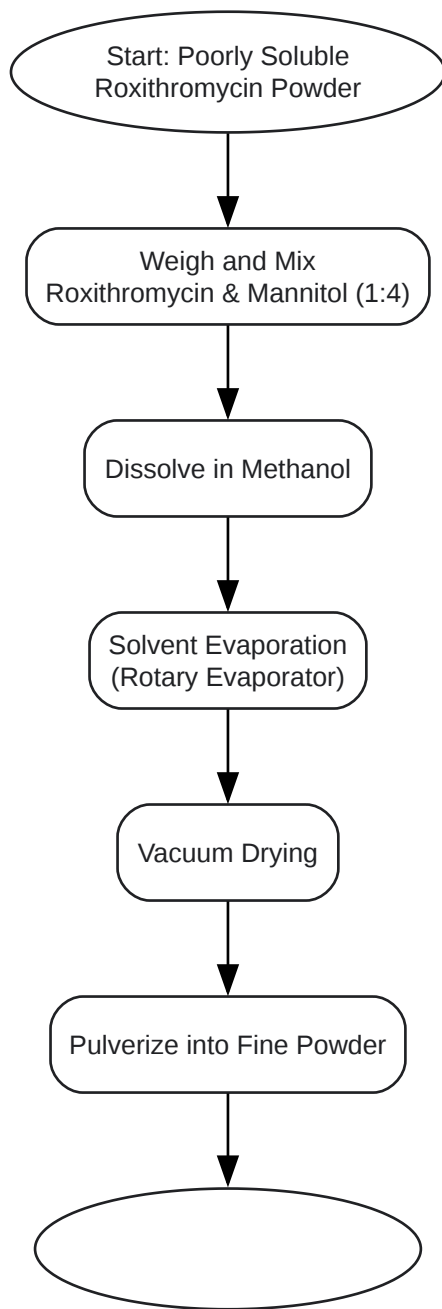 Start: Poorly Soluble
Roxithromycin Powder
Weigh and Mix
Roxithromycin & Mannitol (1:4)
Dissolve in Methanol
Solvent Evaporation
(Rotary Evaporator)
Vacuum Drying
Pulverize into Fine Powder